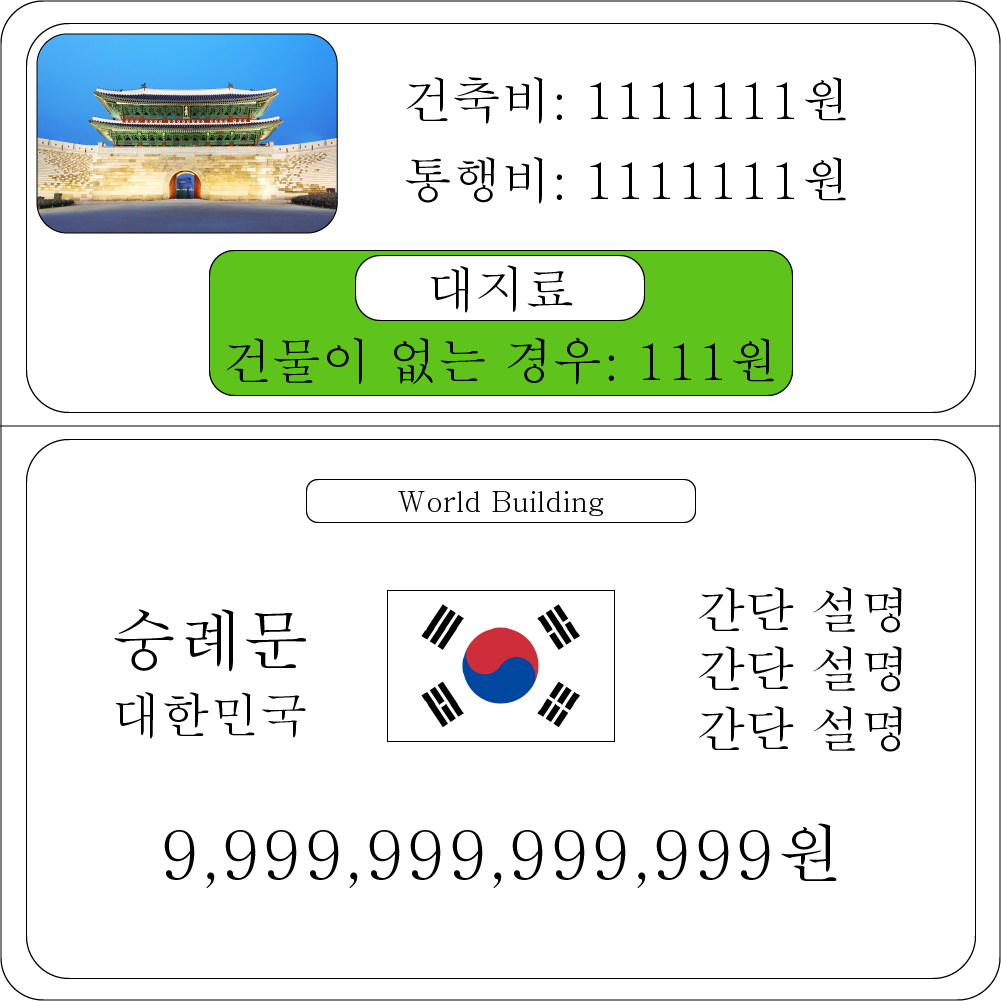 건축비: 1111111원
통행비: 1111111원
대지료
건물이 없는 경우: 111원
World Building
숭례문
대한민국
간단 설명
간단 설명
간단 설명
9,999,999,999,999원